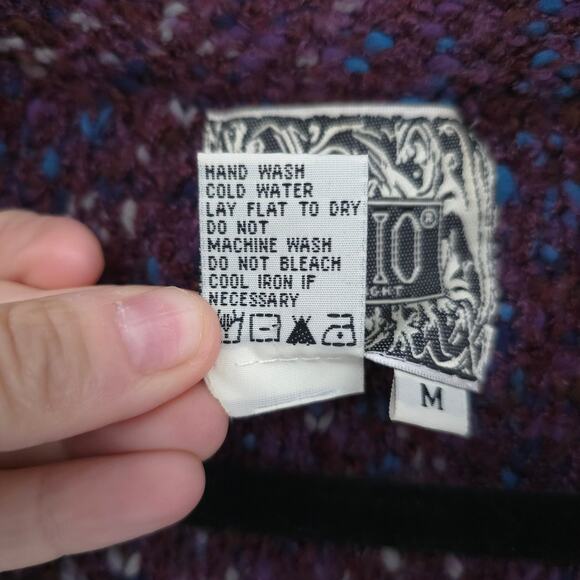 HAND WASH
COLD WATER
LAY FLAT TO DRY
DO NOT
MACHINE WASH
DO NOT BLEACH
COOL IRON IF
NECESSARY
IO®
M